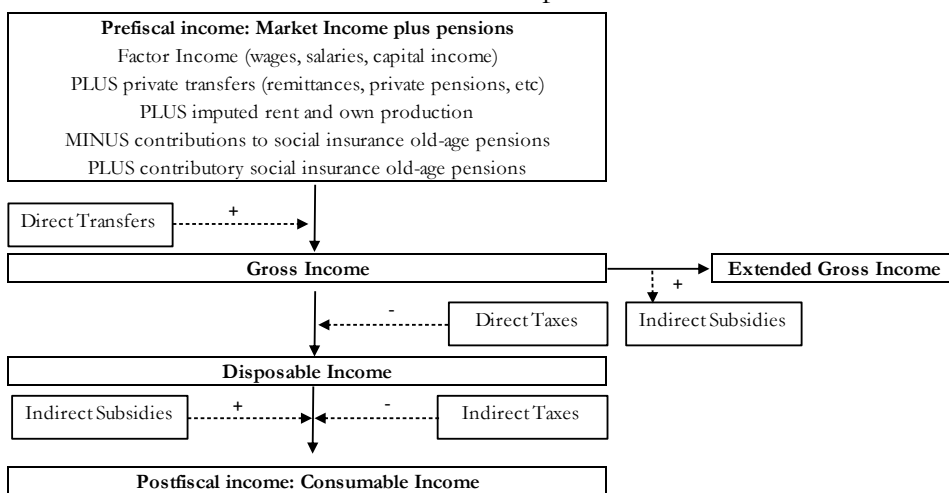 Prefiscal income: Market Income plus pensions
Factor Income (wages, salaries, capital income)
PLUS private transfers (remittances, private pensions, etc)
PLUS imputed rent and own production
MINUS contributions to social insurance old-age pensions
PLUS contributory social insurance old-age pensions
Direct Transfers
+
Gross Income
Extended Gross Income
+
-
Direct Taxes
Indirect Subsidies
Disposable Income
Indirect Subsidies
+
-
Indirect Taxes
Postfiscal income: Consumable Income